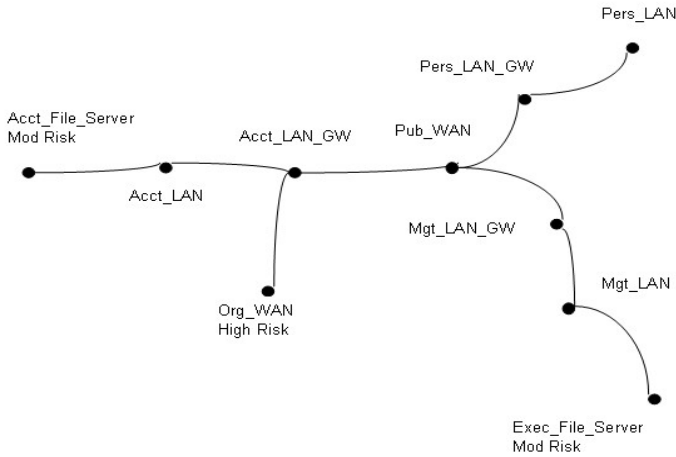 Pers_LAN
Pers_LAN_GW
Acct_File_Server
Mod Risk
Acct_LAN_GW
Pub_WAN
Acct_LAN
Mgt_LAN_GW
Mgt_LAN
Org_WAN
High Risk
Exec_File_Server
Mod Risk